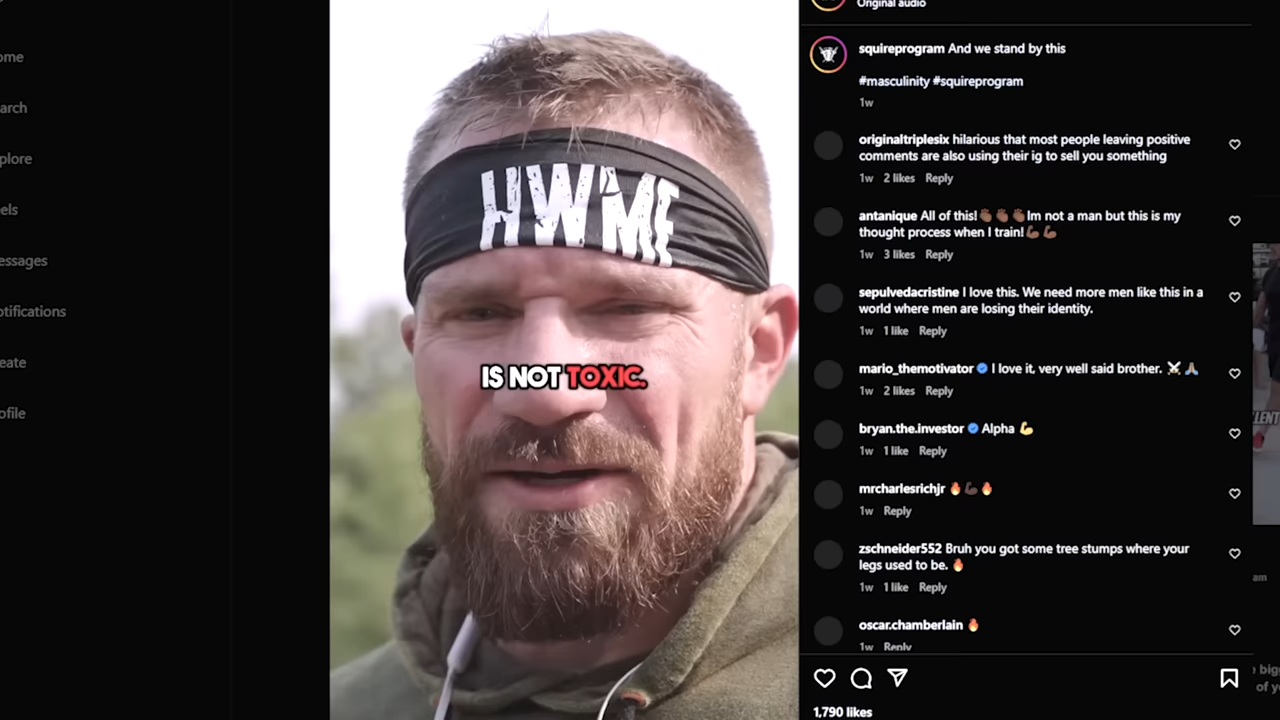 ome
arch
plore
els
essages
otifications
eate
ofile
HWMF
IS NOT TOXIC.
Original audio
squireprogram And we stand by this
#masculinity #squireprogram
1w
originaltriplesix hilarious that most people leaving positive
comments are also using their ig to sell you something
1w 2 likes Reply
antanique All of this!👏🏾👏🏾👏🏾Im not a man but this is my
thought process when I train!💪🏾💪🏾
1w 3 likes Reply
sepulvedacristine I love this. We need more men like this in a
world where men are losing their identity.
1w 1 like Reply
mario_themotivator I love it, very well said brother. ⚔️🙏🏽
1w 2 likes Reply
bryan.the.investor Alpha 💪
1w 1 like Reply
mrcharlesrichjr 🔥💪🏿🔥
1w Reply
zschneider552 Bruh you got some tree stumps where your
legs used to be. 🔥
1w 1 like Reply
oscar.chamberlain 🔥
1w Reply
1,790 likes
LENT
am
e big
of y